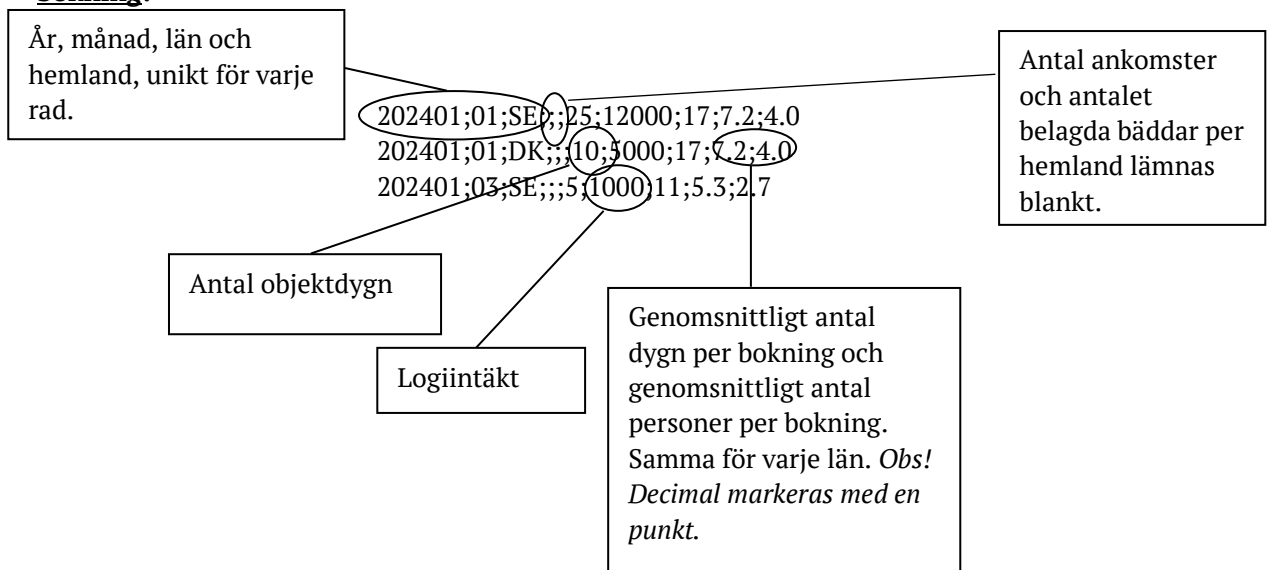 bokning:
År, månad, län och
hemland, unikt för varje
rad.
202401;01;SE;;;25;12000;17;7.2;4.0
202401;01;DK;;;10;5000;17;7.2;4.0
202401;03;SE;;;5;1000;11;5.3;2.7
Antal ankomster
och antalet
belagda bäddar per
hemland lämnas
blankt.
Antal objektdygn
Logiintäkt
Genomsnittligt antal
dygn per bokning och
genomsnittligt antal
personer per bokning.
Samma för varje län. Obs!
Decimal markeras med en
punkt.